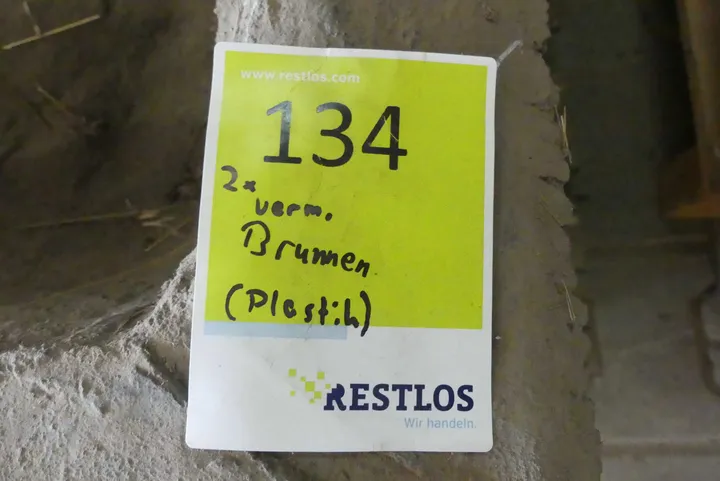 www.restlos.com
134
2x
verm.
Brunnen
(Plastik)
RESTLOS
Wir handeln.